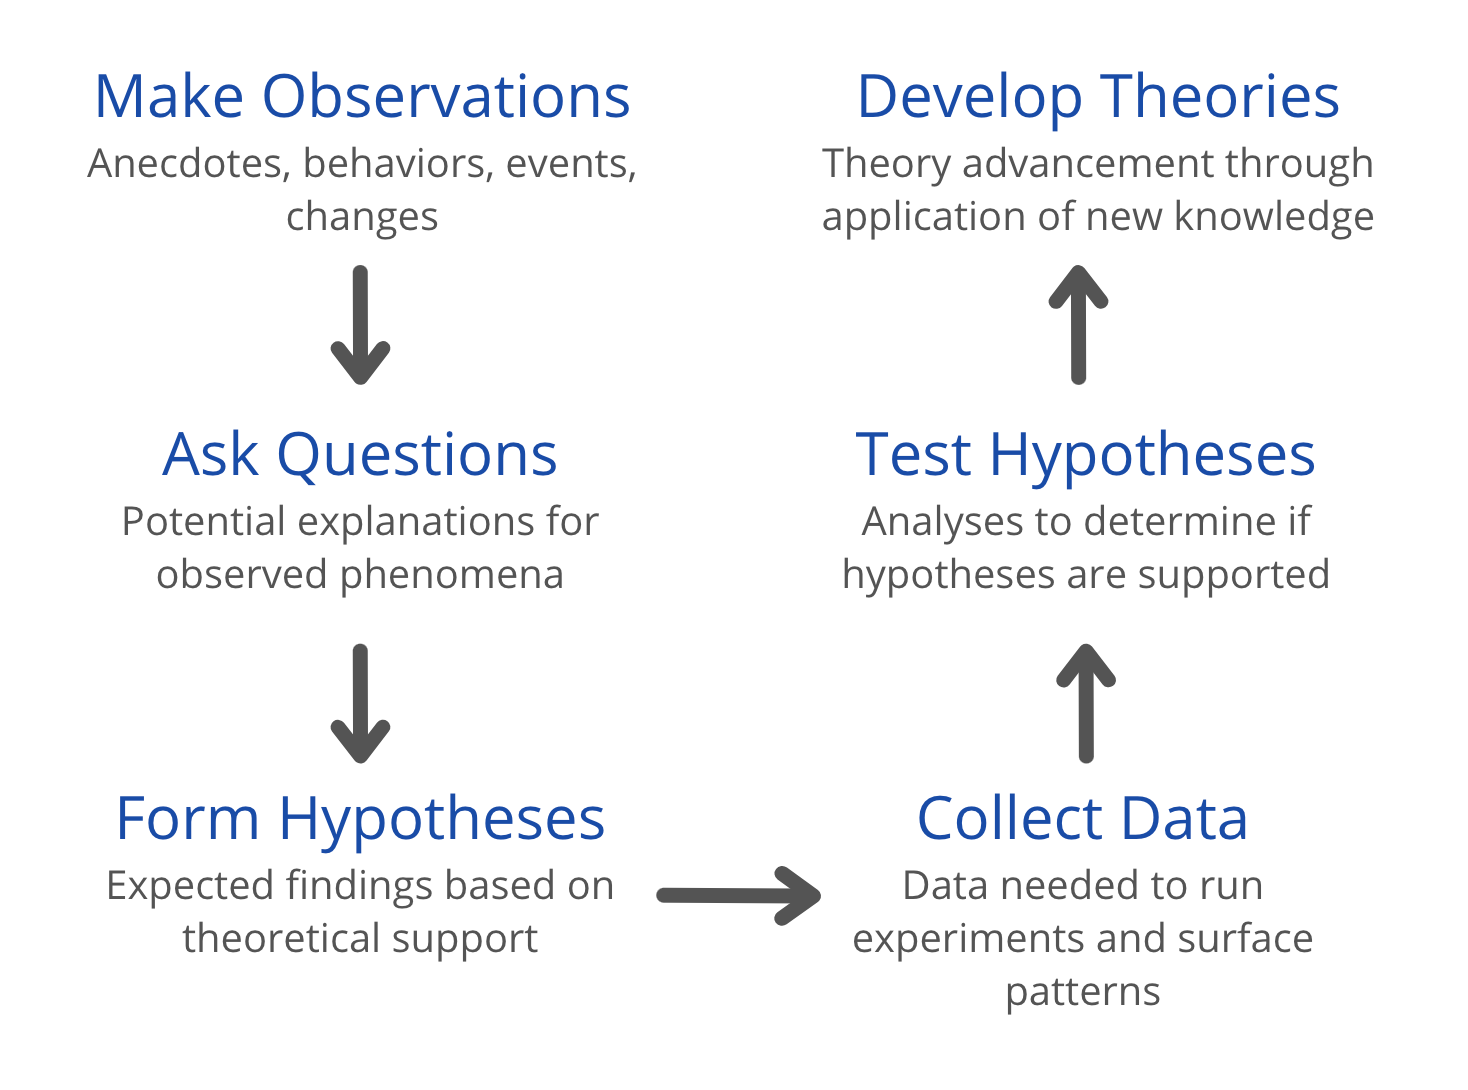 Make Observations
Anecdotes, behaviors, events,
changes
Ask Questions
Potential explanations for
observed phenomena
Form Hypotheses
Expected findings based on
theoretical support
Collect Data
Data needed to run
experiments and surface
patterns
Test Hypotheses
Analyses to determine if
hypotheses are supported
Develop Theories
Theory advancement through
application of new knowledge